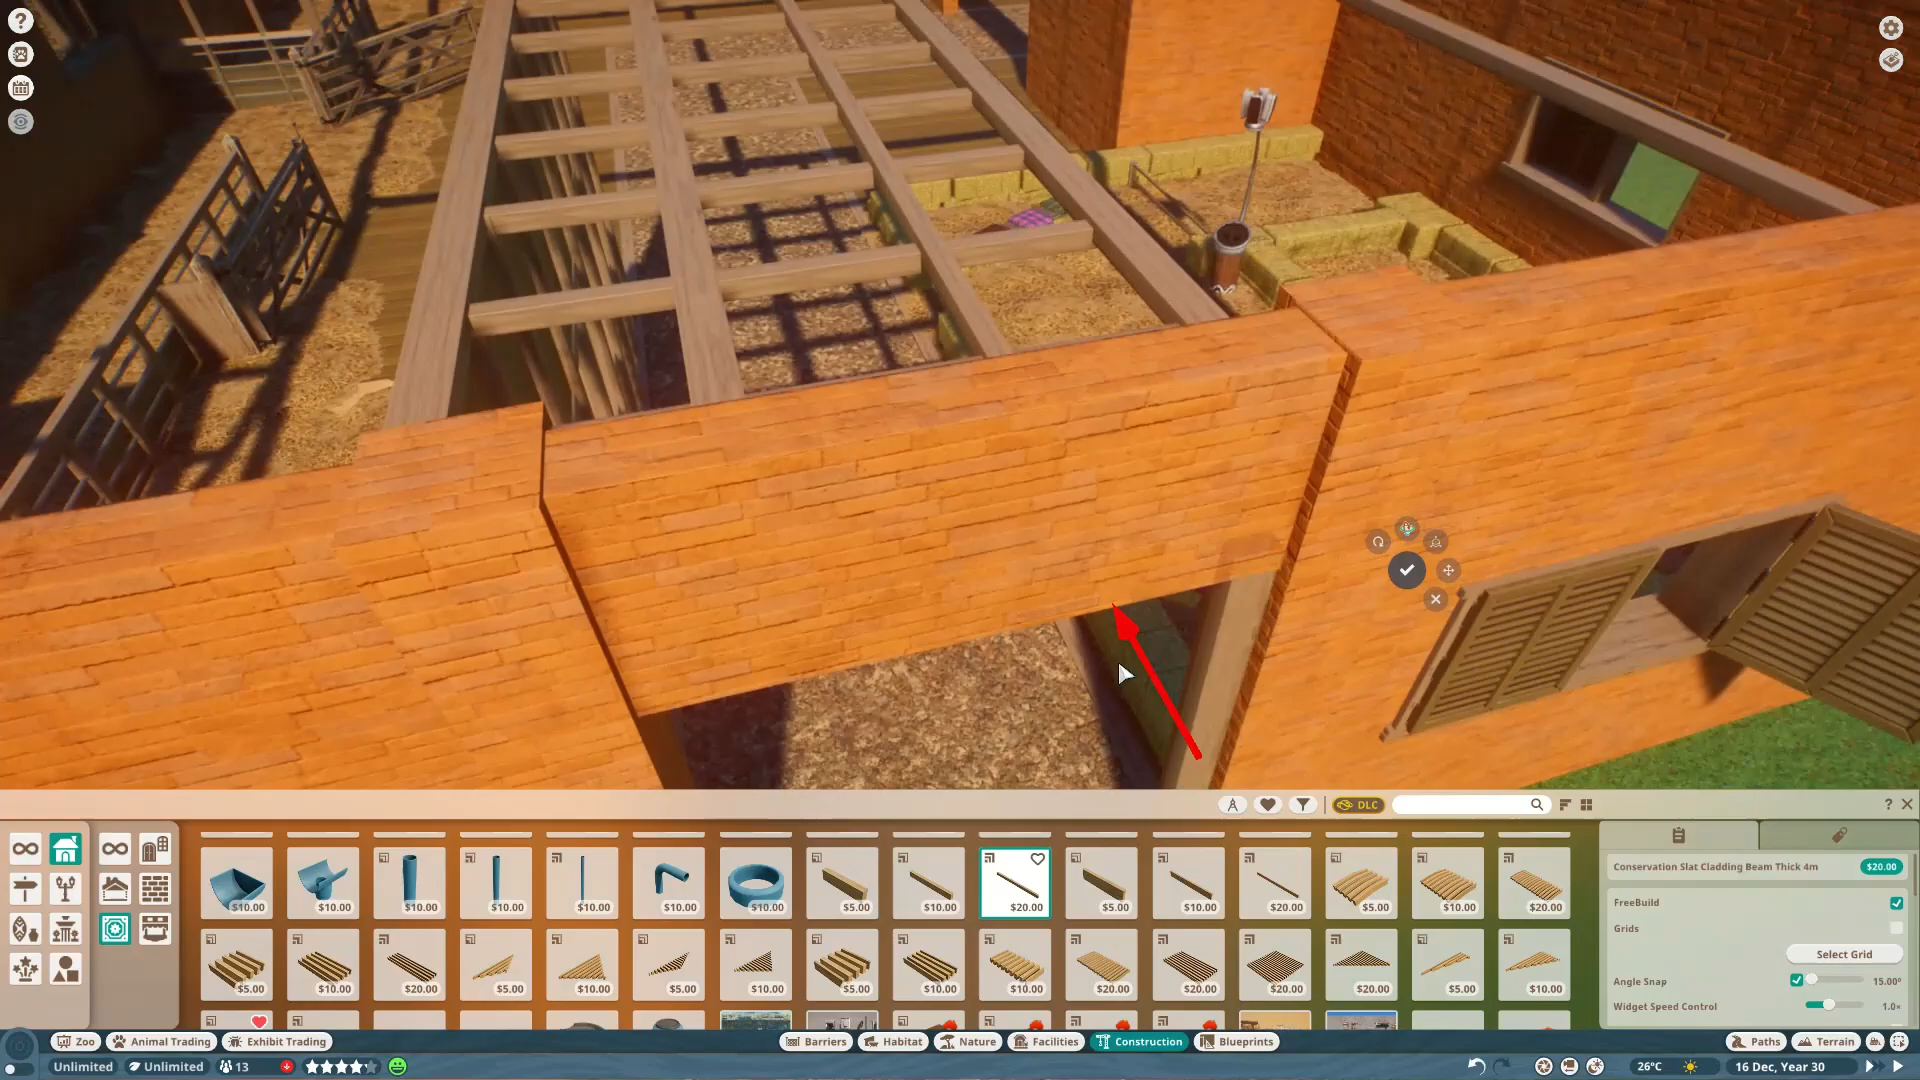 DLC
?
$10.00 $10.00 $10.00 $10.00 $10.00 $10.00 $10.00 $5.00 $10.00 $20.00 $5.00 $10.00 $20.00 $5.00 $10.00 $20.00
$5.00 $10.00 $20.00 $5.00 $10.00 $5.00 $10.00 $5.00 $10.00 $10.00 $20.00 $20.00 $20.00 $20.00 $5.00 $10.00
Conservation Slat Cladding Beam Thick 4m $20.00
FreeBuild
Grids
Select Grid
Angle Snap 15.00°
Widget Speed Control 1.0×
Zoo Animal Trading Exhibit Trading Barriers Habitat Nature Facilities Construction Blueprints Paths Terrain
Unlimited Unlimited 13 26°C 16 Dec, Year 30